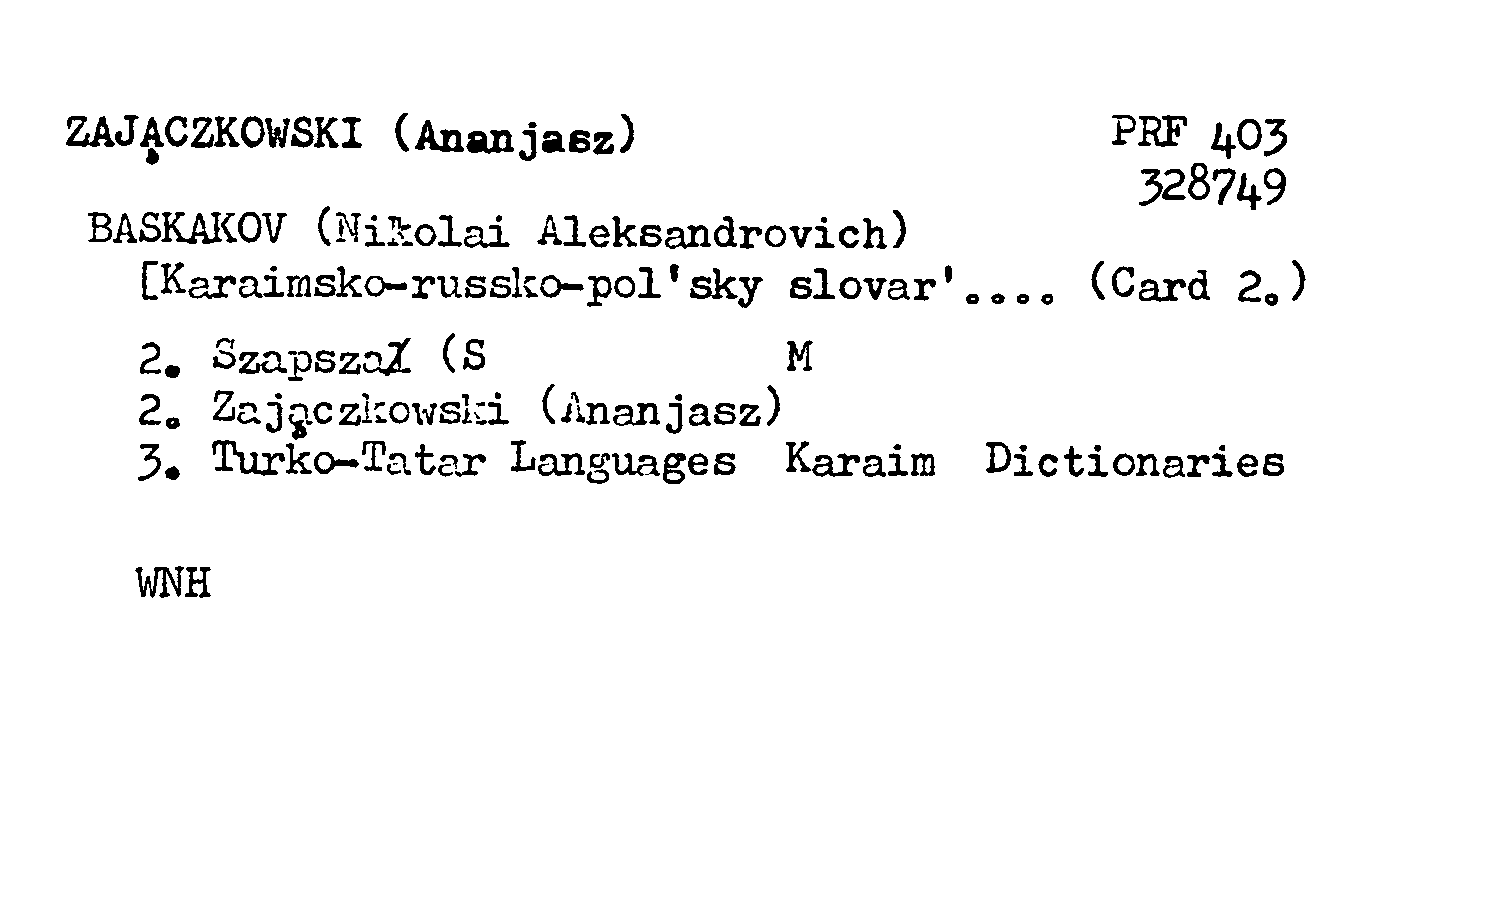 ZAJĄCZKOWSKI (Ananjasz) PRF 403
328749
BASKAKOV (Nikolai Aleksandrovich)
[Karaimsko-russko-pol'sky slovar'.... (Card 2.)
2. Szapszał (S M
2. Zajączkowski (Ananjasz)
3. Turko-Tatar Languages Karaim Dictionaries
WNH